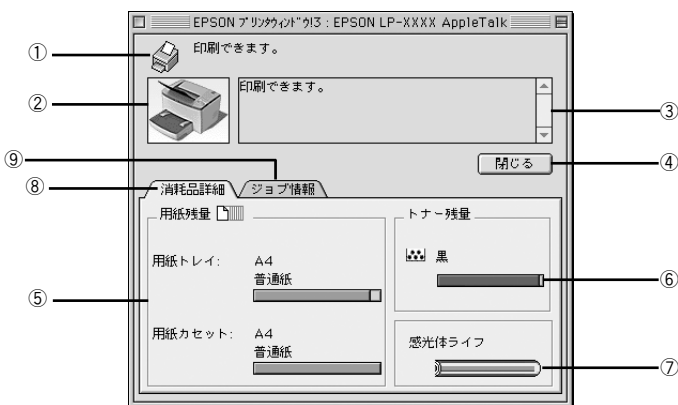 EPSON プリンタウィンドウ!3 : EPSON LP-XXXX AppleTalk
① 印刷できます。
② 印刷できます。
③
④ 閉じる
⑨
⑧ 消耗品詳細 ジョブ情報
用紙残量
トナー残量
用紙トレイ: A4
普通紙
黒
⑤
⑥
用紙カセット: A4
普通紙
感光体ライフ
⑦